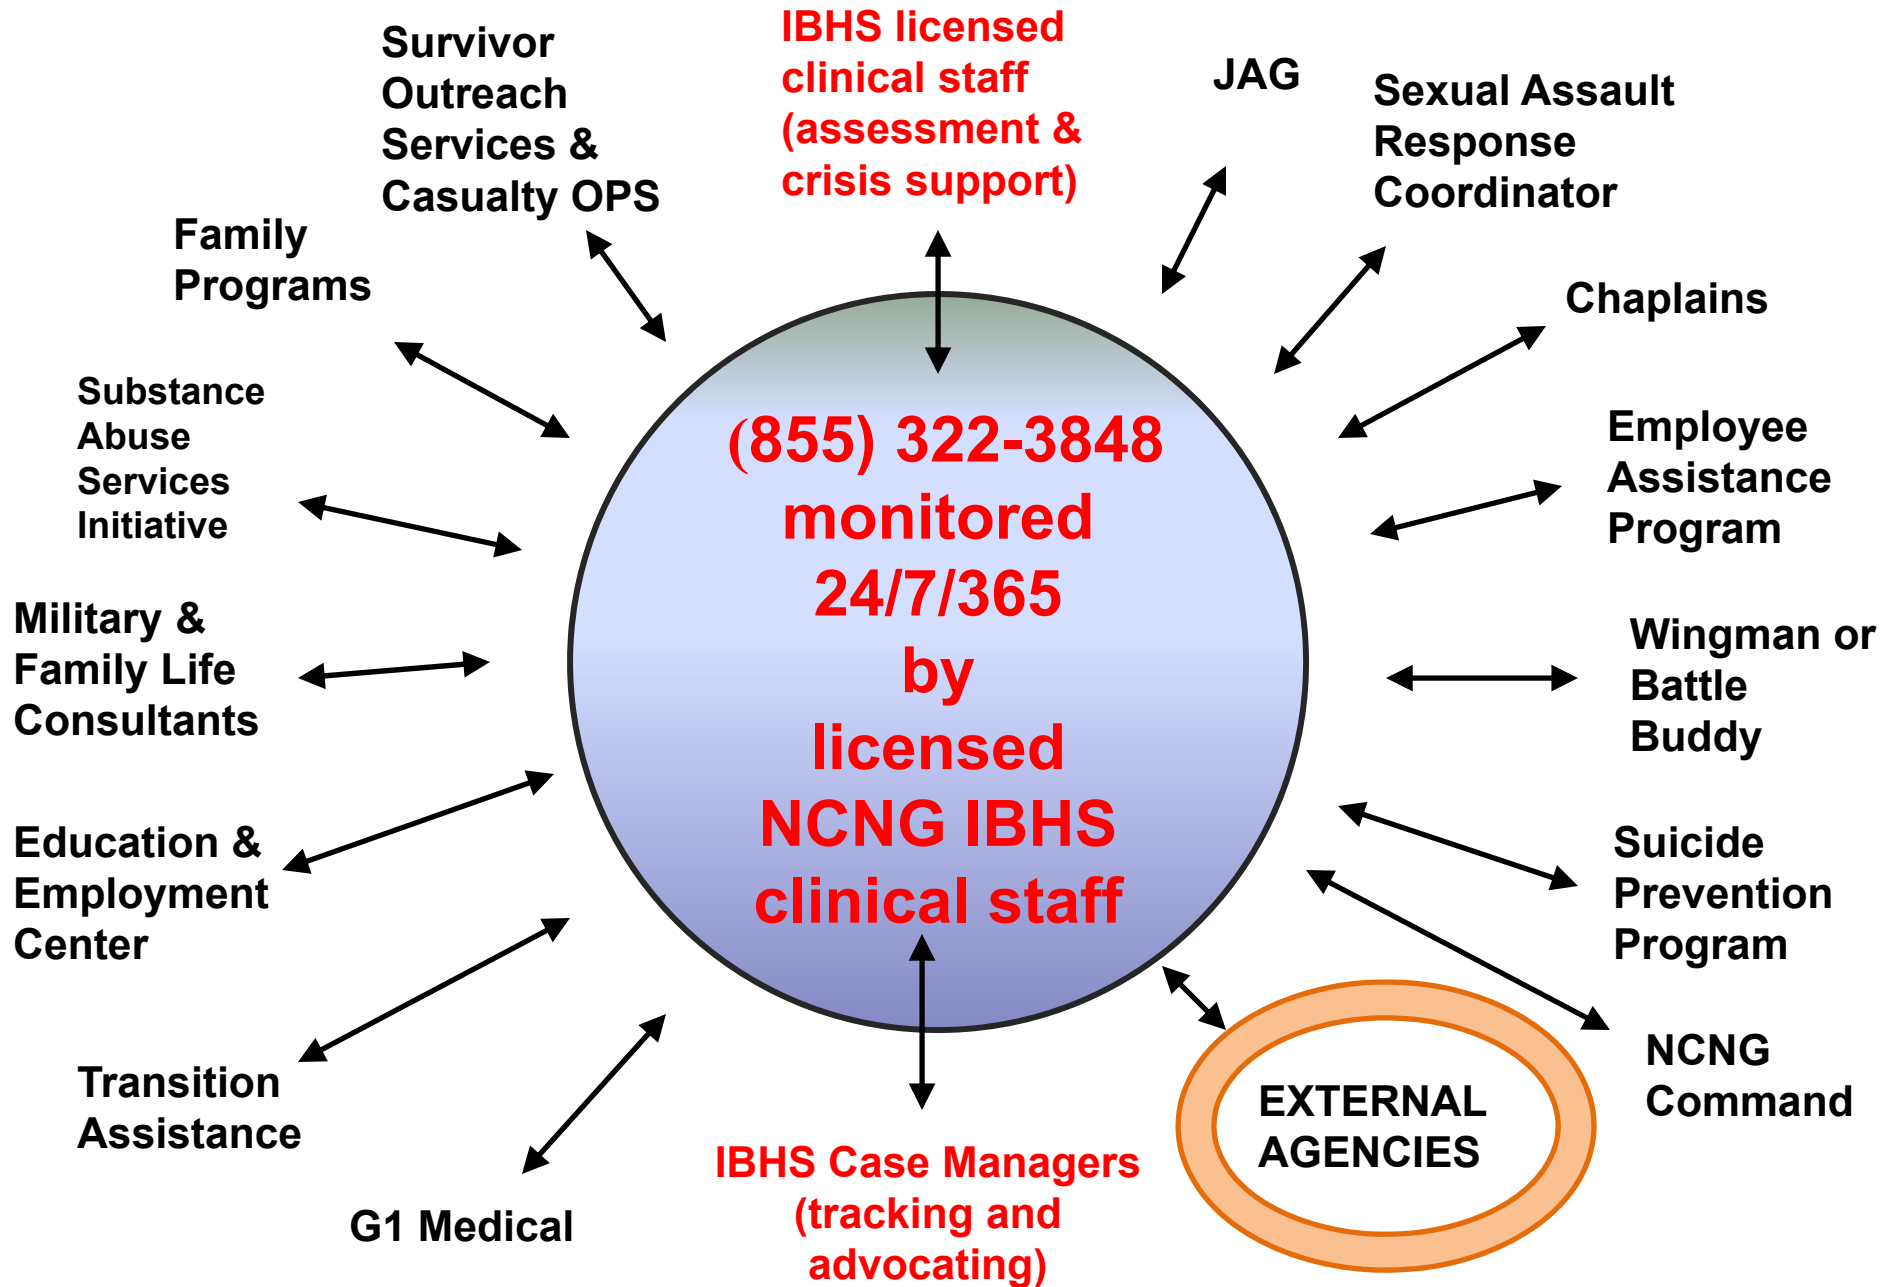 Survivor
Outreach
Services &
Casualty OPS
IBHS licensed
clinical staff
(assessment &
crisis support)
JAG
Sexual Assault
Response
Coordinator
Family
Programs
Chaplains
Substance
Abuse
Services
Initiative
(855) 322-3848
monitored
24/7/365
by
licensed
NCNG IBHS
clinical staff
Employee
Assistance
Program
Military &
Family Life
Consultants
Wingman or
Battle
Buddy
Education &
Employment
Center
Suicide
Prevention
Program
Transition
Assistance
NCNG
Command
EXTERNAL
AGENCIES
G1 Medical
IBHS Case Managers
(tracking and
advocating)